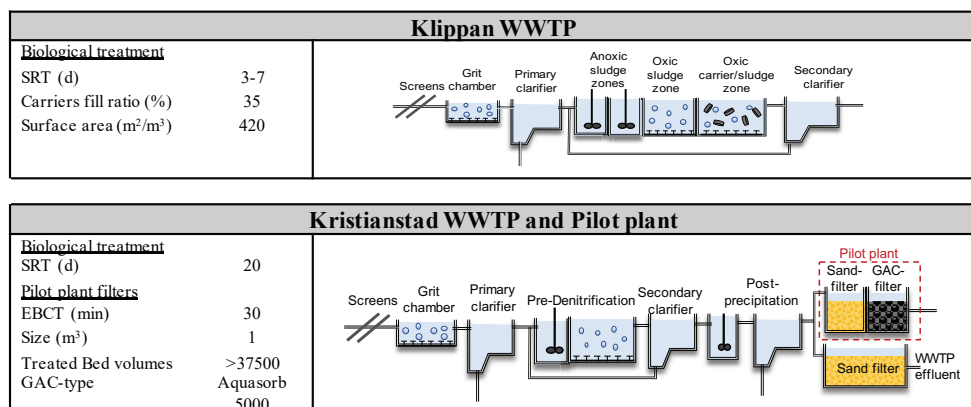 Klippan WWTP
Biological treatment
SRT (d) 3-7
Carriers fill ratio (%) 35
Surface area (m²/m³) 420
Screens
Grit
chamber
Primary
clarifier
Anoxic
sludge
zones
Oxic
sludge
zone
Oxic
carrier/sludge
zone
Secondary
clarifier
Kristianstad WWTP and Pilot plant
Biological treatment
SRT (d) 20
Pilot plant filters
EBCT (min) 30
Size (m³) 1
Treated Bed volumes >37500
GAC-type Aquasorb
5000
Screens
Grit
chamber
Primary
clarifier
Pre-Denitrification
Secondary
clarifier
Post-
precipitation
Pilot plant
Sand-
filter
GAC-
filter
Sand filter
WWTP
effluent